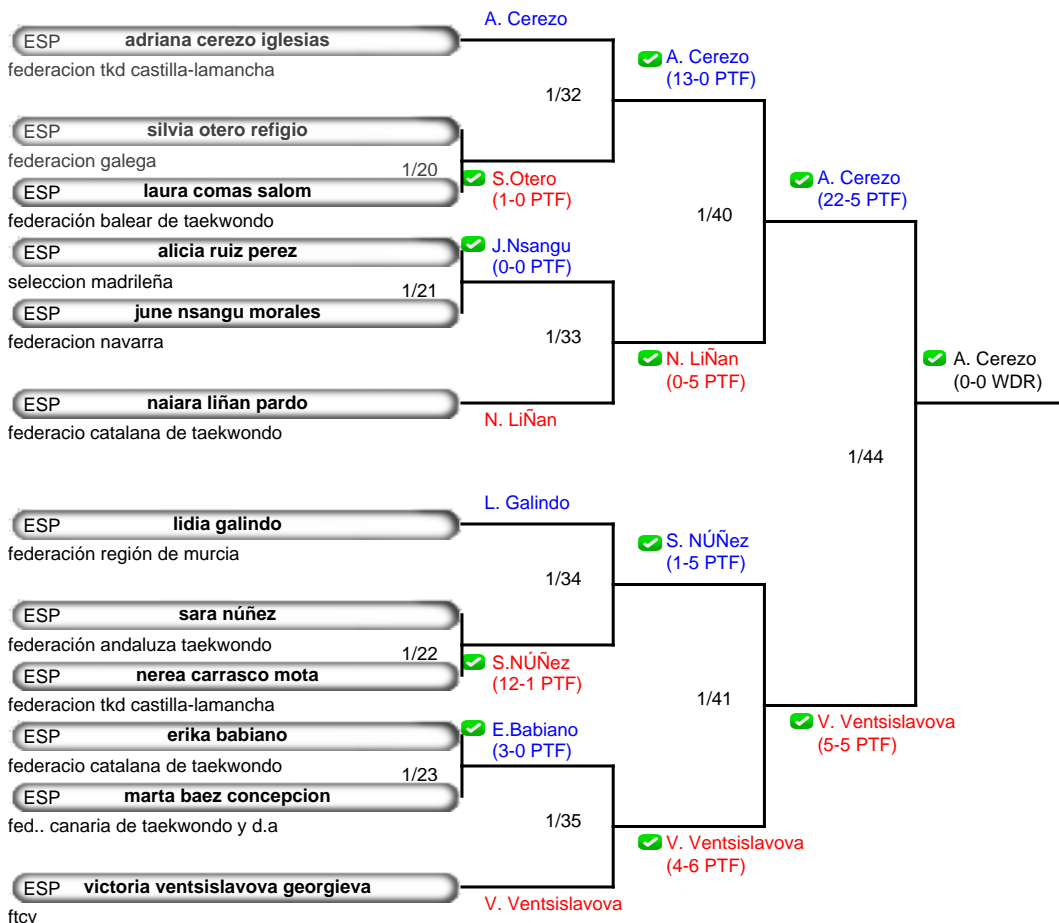 A. Cerezo
ESP adriana cerezo iglesias
federacion tkd castilla-lamancha
A. Cerezo
(13-0 PTF)
1/32
ESP silvia otero refigio
federacion galega
1/20
ESP laura comas salom
S.Otero
(1-0 PTF)
federación balear de taekwondo
A. Cerezo
(22-5 PTF)
1/40
ESP alicia ruiz perez
J.Nsangu
(0-0 PTF)
seleccion madrileña
1/21
ESP june nsangu morales
federacion navarra
1/33
N. LiÑan
(0-5 PTF)
A. Cerezo
(0-0 WDR)
ESP naiara liñan pardo
N. LiÑan
federacio catalana de taekwondo
1/44
L. Galindo
ESP lidia galindo
federación región de murcia
S. NÚÑez
(1-5 PTF)
1/34
ESP sara núñez
federación andaluza taekwondo
1/22
ESP nerea carrasco mota
S.NÚÑez
(12-1 PTF)
federacion tkd castilla-lamancha
1/41
V. Ventsislavova
(5-5 PTF)
ESP erika babiano
E.Babiano
(3-0 PTF)
federacio catalana de taekwondo
1/23
ESP marta baez concepcion
fed.. canaria de taekwondo y d.a
1/35
V. Ventsislavova
(4-6 PTF)
ESP victoria ventsislavova georgieva
V. Ventsislavova
ftcv